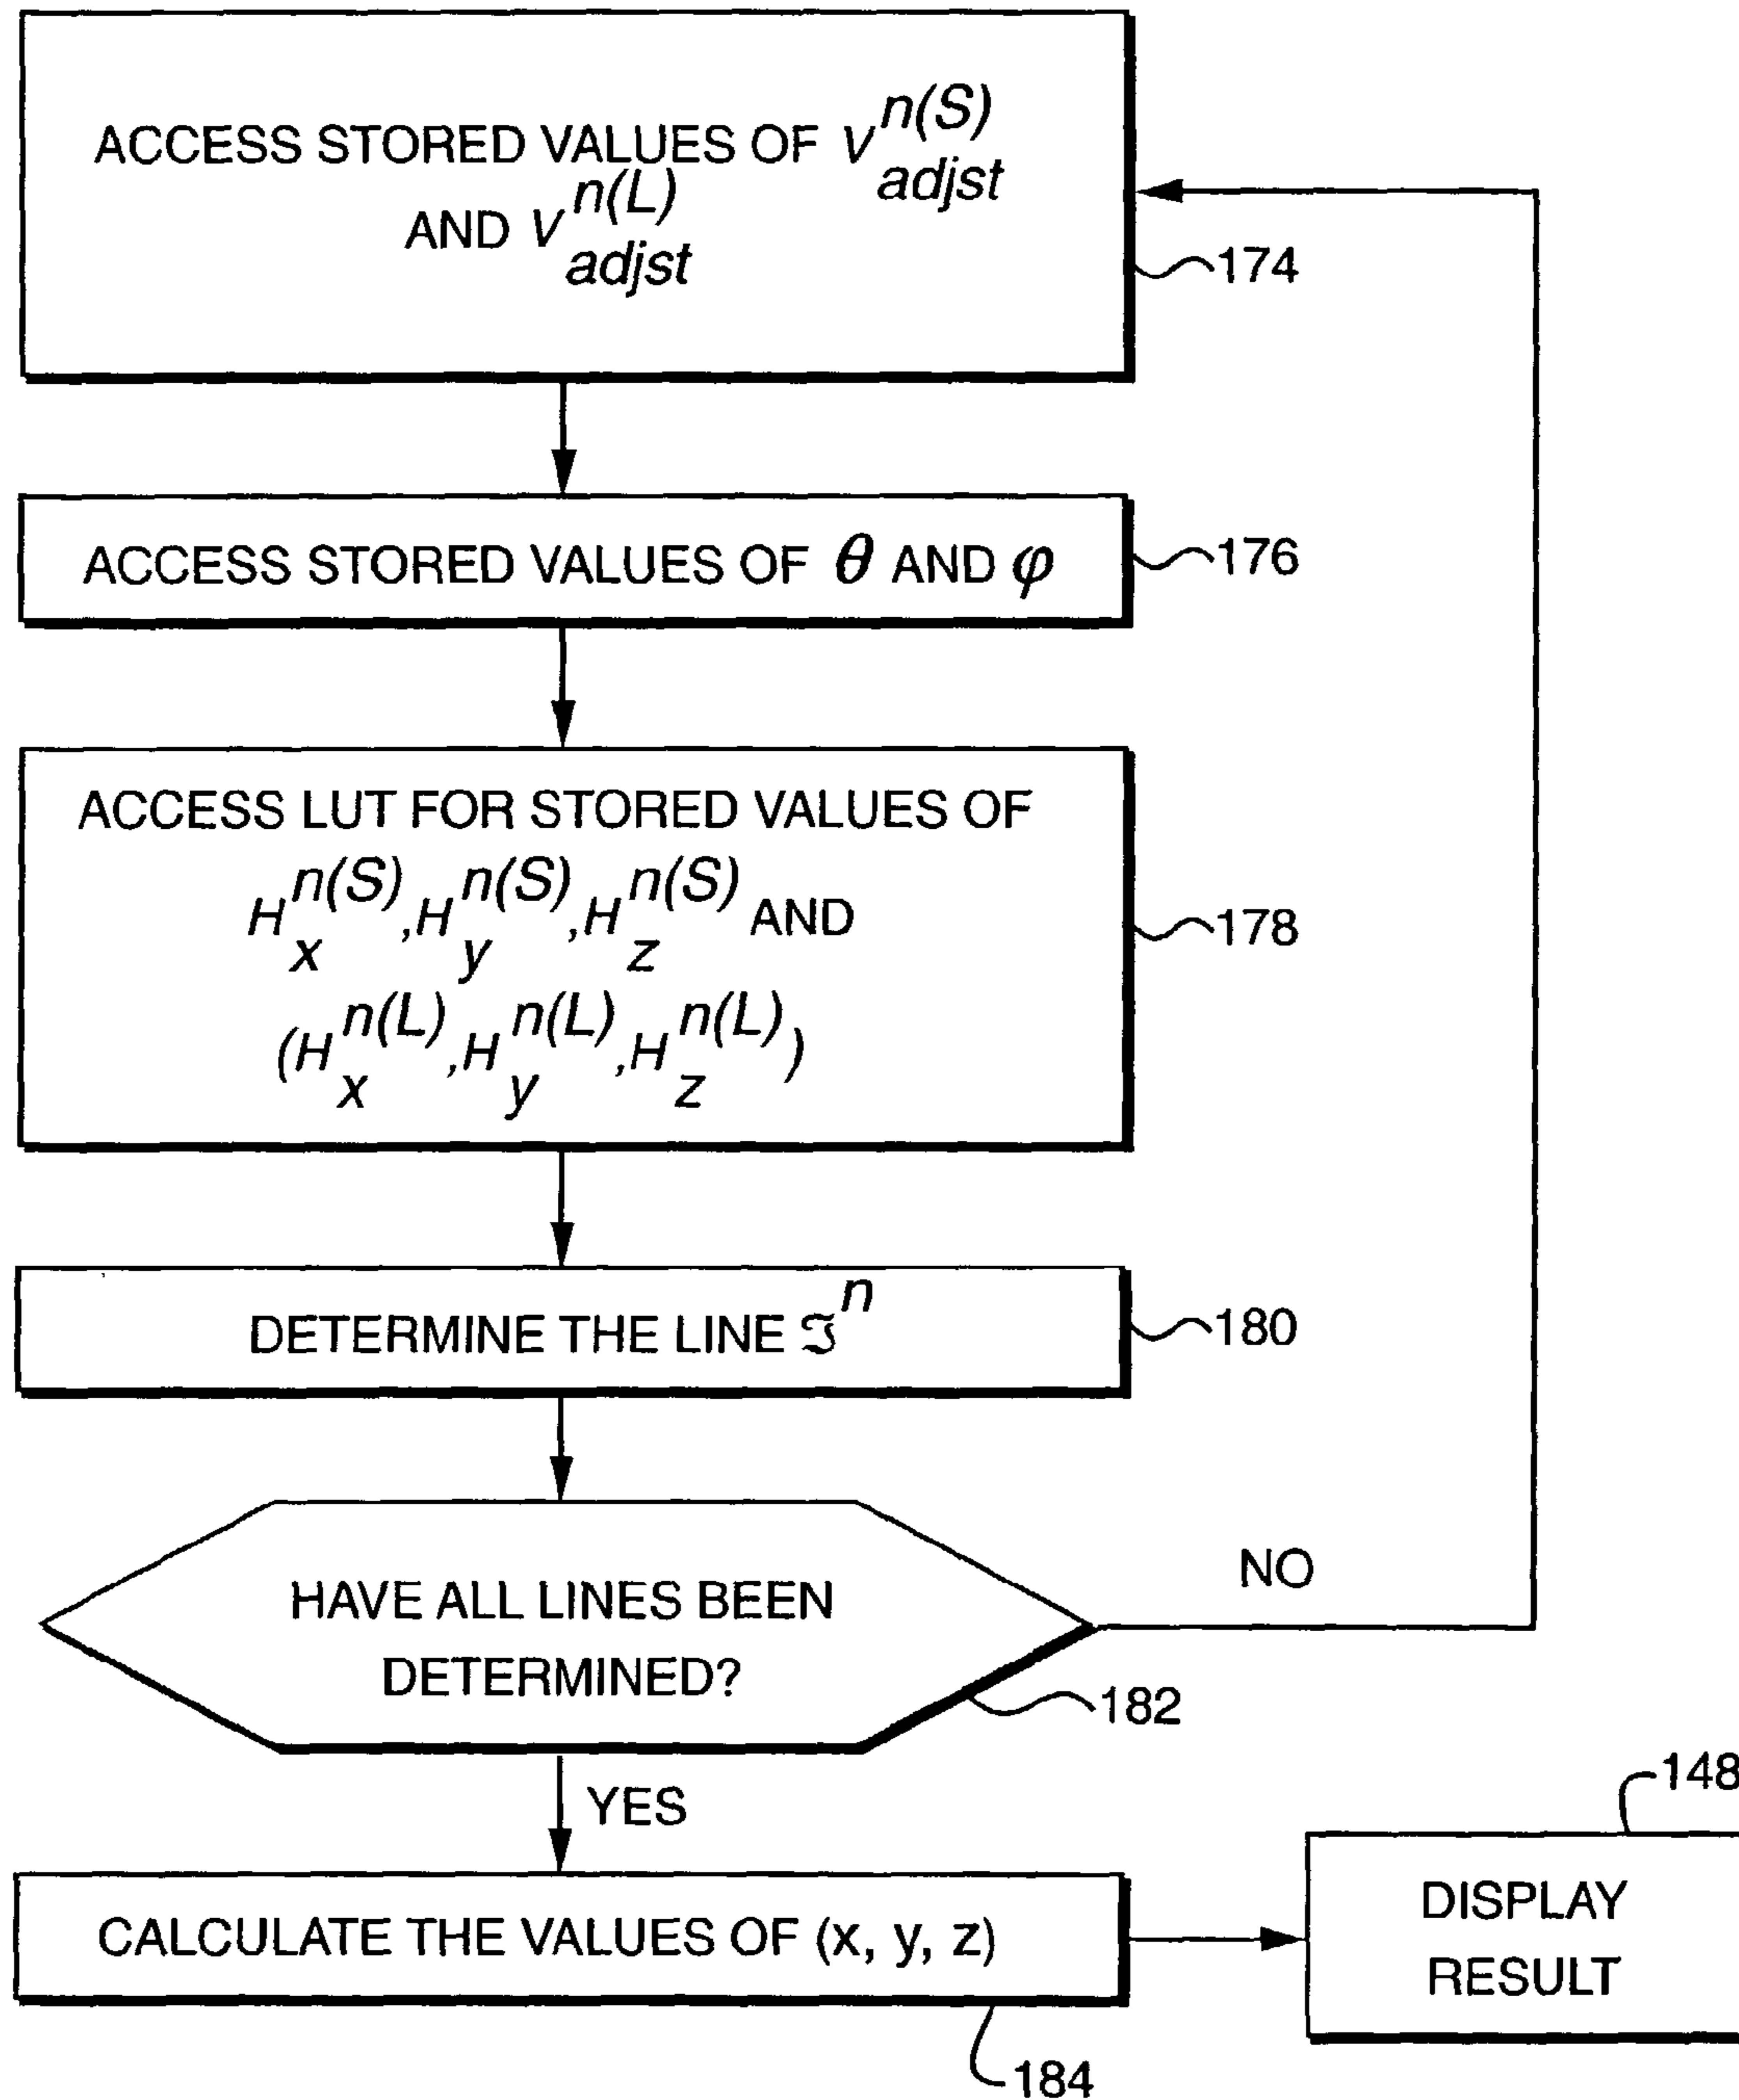 ACCESS STORED VALUES OF V^{n(S)}_{adjst}
AND V^{n(L)}_{adjst}
174
ACCESS STORED VALUES OF θ AND φ
176
ACCESS LUT FOR STORED VALUES OF
H^{n(S)}_x, H^{n(S)}_y, H^{n(S)}_z AND
(H^{n(L)}_x, H^{n(L)}_y, H^{n(L)}_z)
178
DETERMINE THE LINE ℑ^n
180
HAVE ALL LINES BEEN
DETERMINED?
NO
182
YES
148
CALCULATE THE VALUES OF (x, y, z)
DISPLAY
RESULT
184